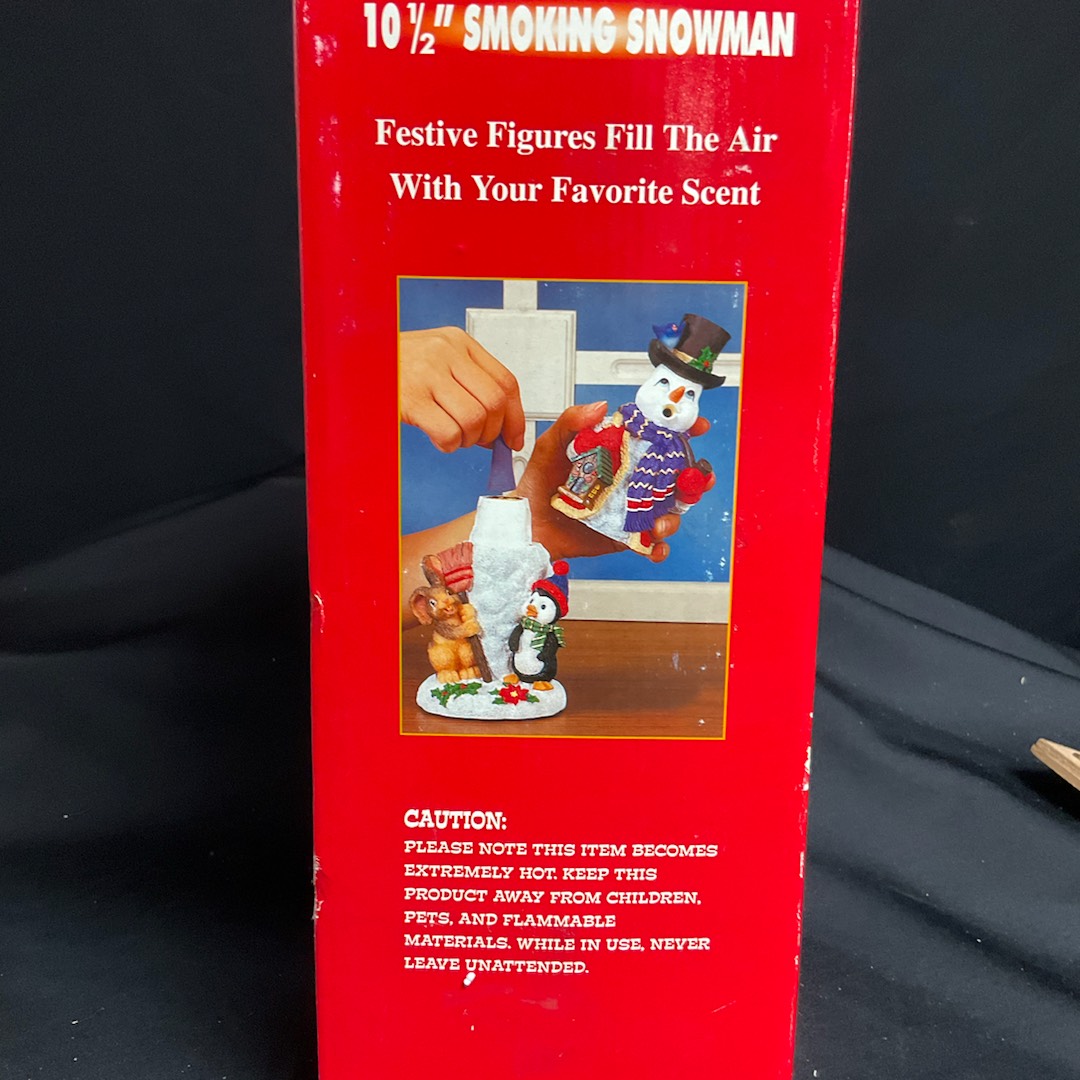 10 ½" SMOKING SNOWMAN
Festive Figures Fill The Air
With Your Favorite Scent
CAUTION:
PLEASE NOTE THIS ITEM BECOMES
EXTREMELY HOT. KEEP THIS
PRODUCT AWAY FROM CHILDREN,
PETS, AND FLAMMABLE
MATERIALS. WHILE IN USE, NEVER
LEAVE UNATTENDED.